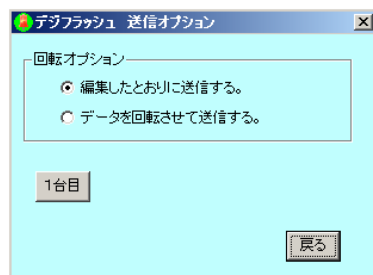 デジフラッシュ 送信オプション
回転オプション
編集したとおりに送信する。
データを回転させて送信する。
1台目
戻る